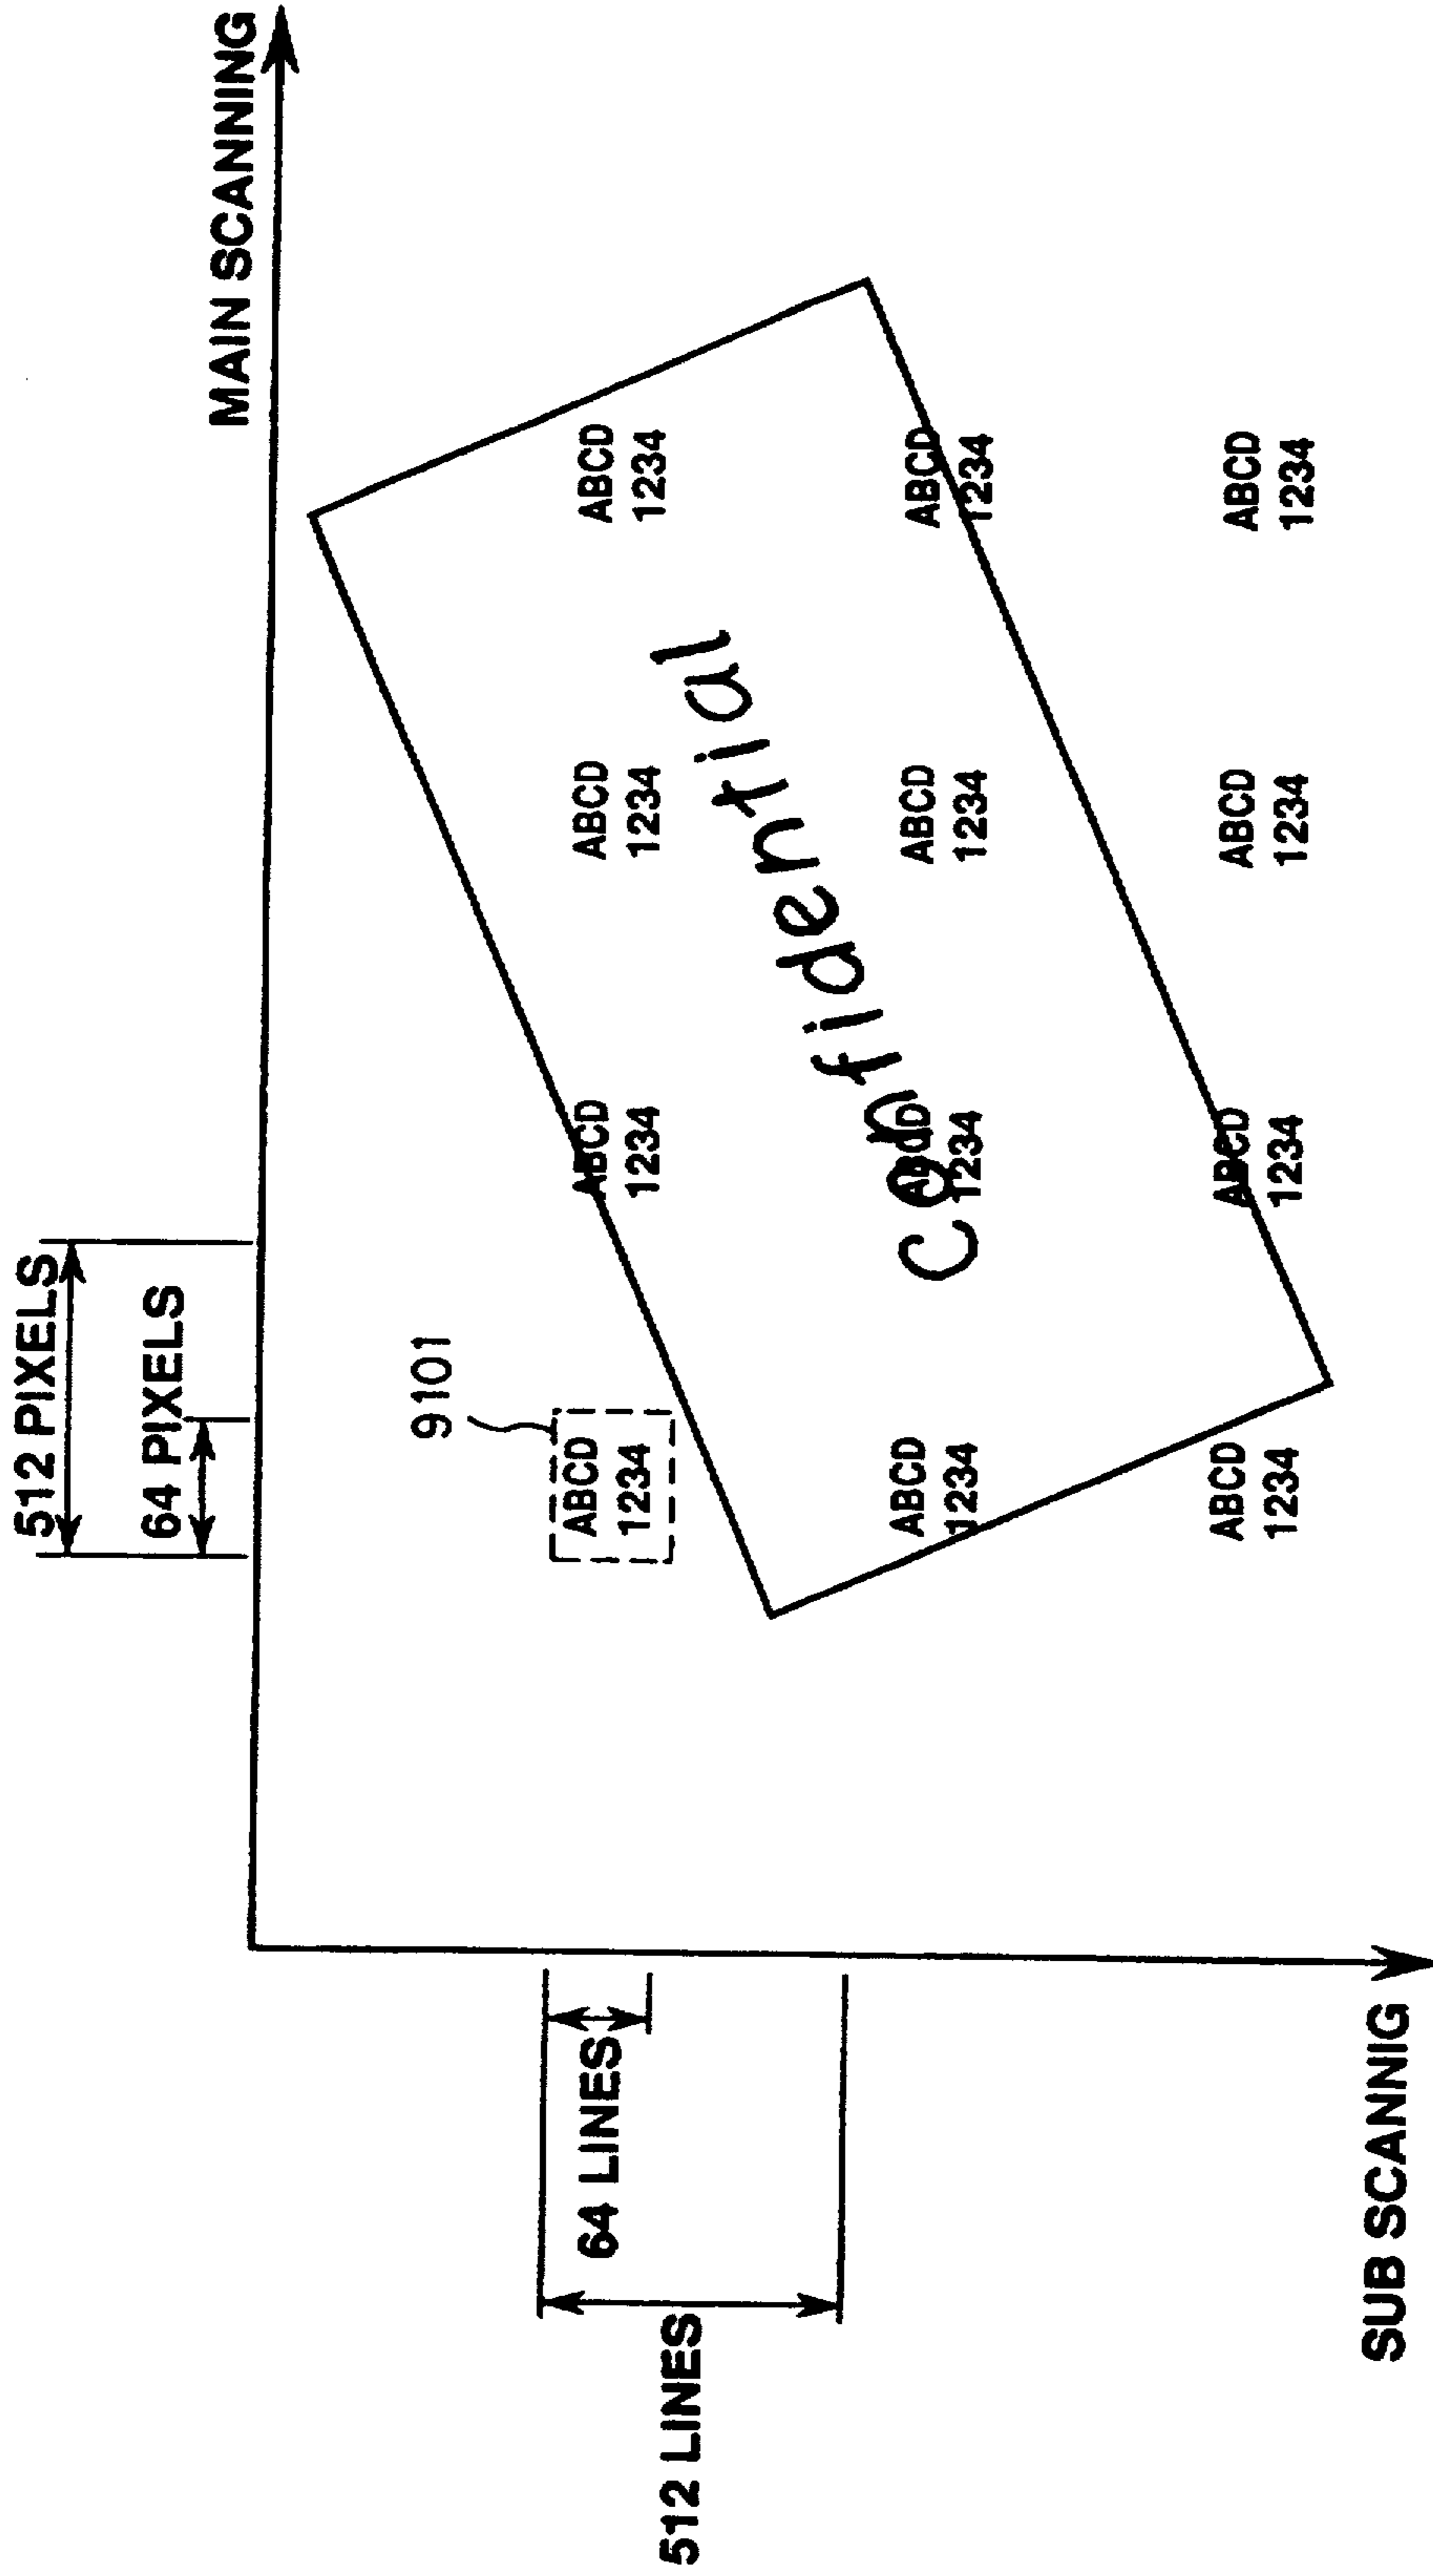 MAIN SCANNING
512 PIXELS
64 PIXELS
9101
64 LINES
512 LINES
SUB SCANNIG
ABCD
1234
ABCD
1234
ABCD
1234
ABCD
1234
Confidential
ABCD
1234
ABCD
1234
ABCD
1234
ABCD
1234
ABCD
1234
ABCD
1234
ABCD
1234
ABCD
1234